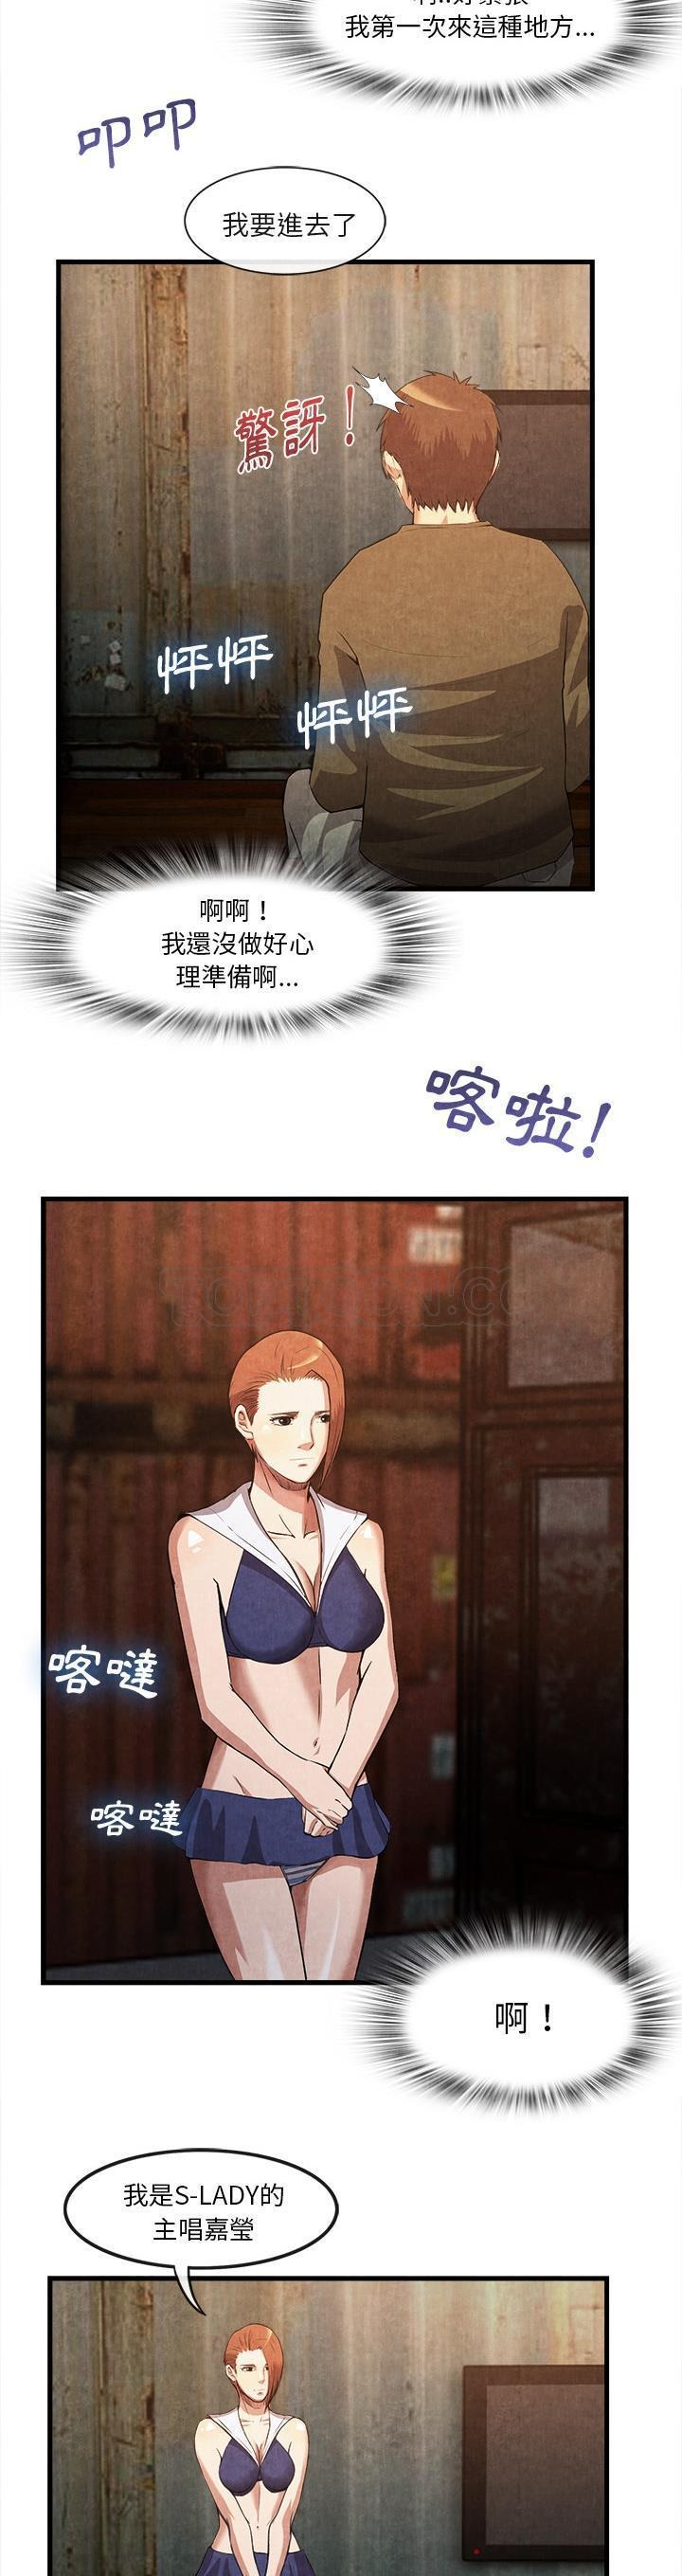 我第一次來這種地方...
叩叩
我要進去了
驚訝！
怦怦
怦怦
啊啊！
我還沒做好心
理準備啊...
喀啦！
喀噠
喀噠
啊！
我是S-LADY的
主唱嘉瑩